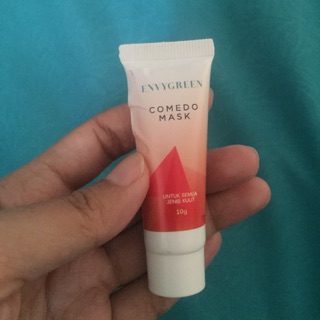 ENVYGREEN
COMEDO
MASK
UNTUK SEMUA
JENIS KULIT
10g